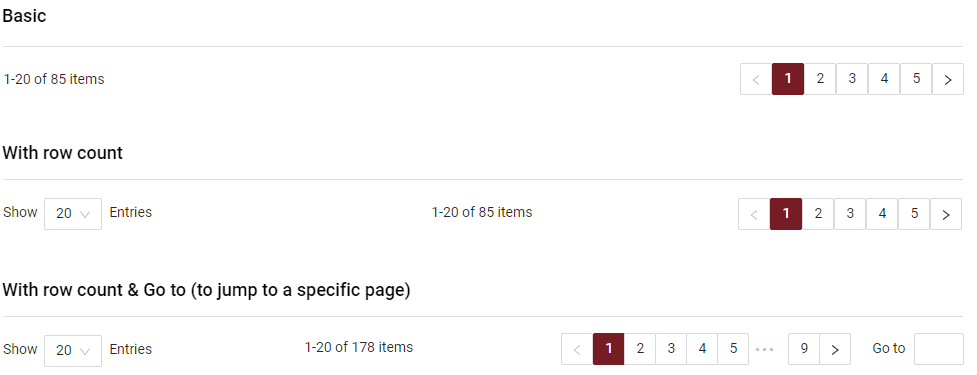 Basic
1-20 of 85 items < 1 2 3 4 5 >
With row count
Show 20 Entries 1-20 of 85 items < 1 2 3 4 5 >
With row count & Go to (to jump to a specific page)
Show 20 Entries 1-20 of 178 items < 1 2 3 4 5 ••• 9 > Go to